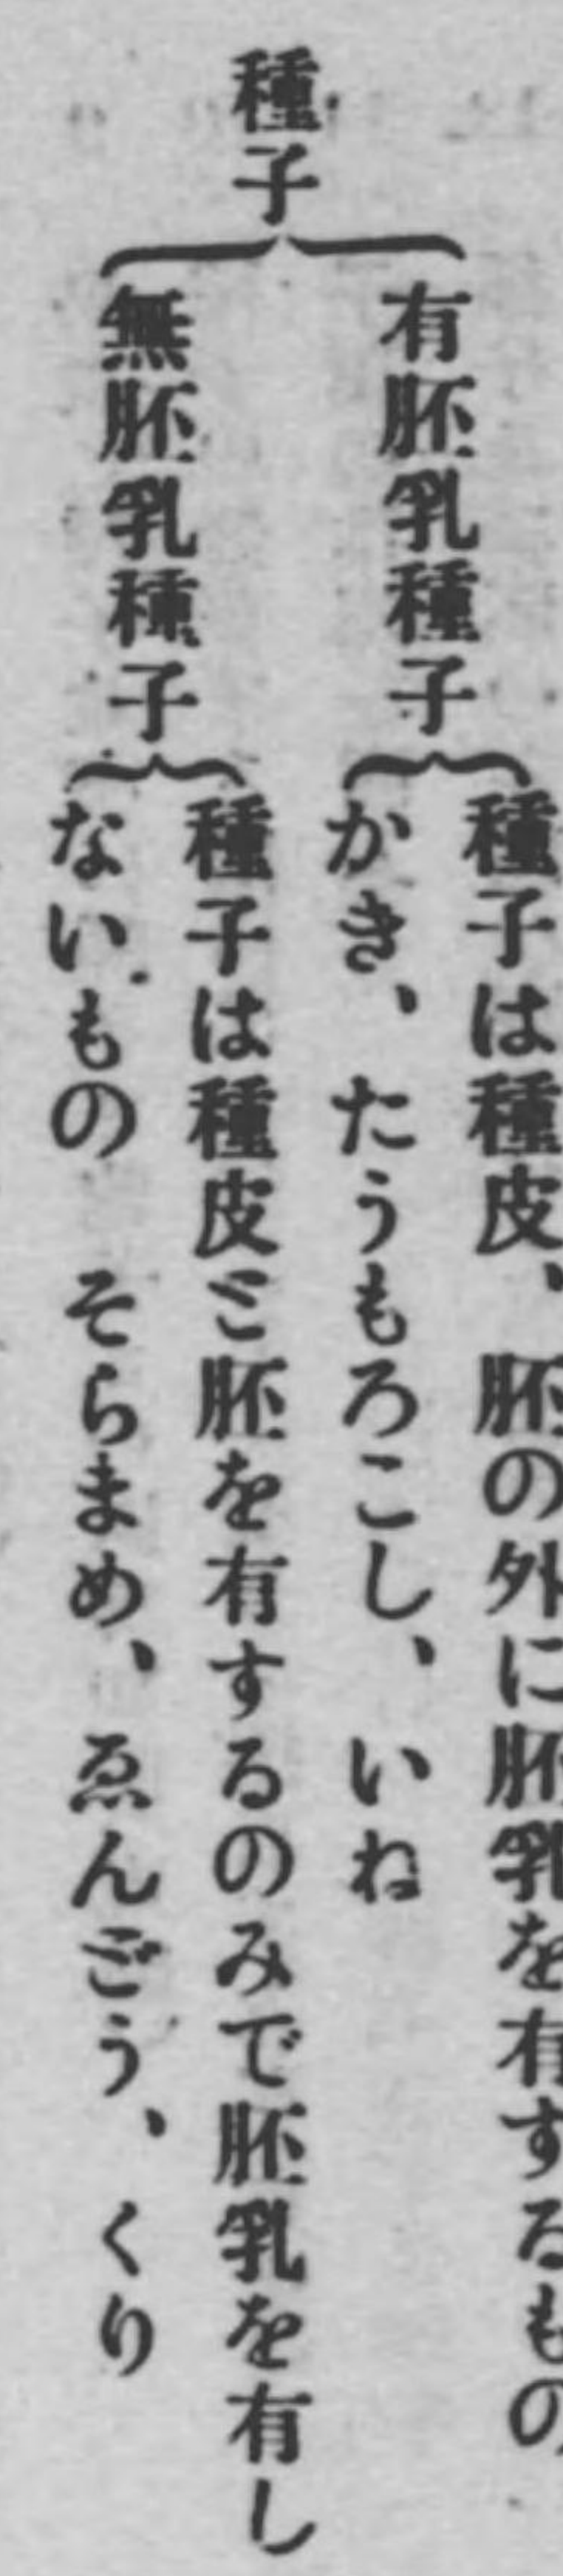 種子
有胚乳種子
種子は種皮、胚の外に胚乳を有するもの
かき、たうもろこし、いね
無胚乳種子
種子は種皮と胚を有するのみで胚乳を有し
ないもの　そらまめ、ゑんどう、くり